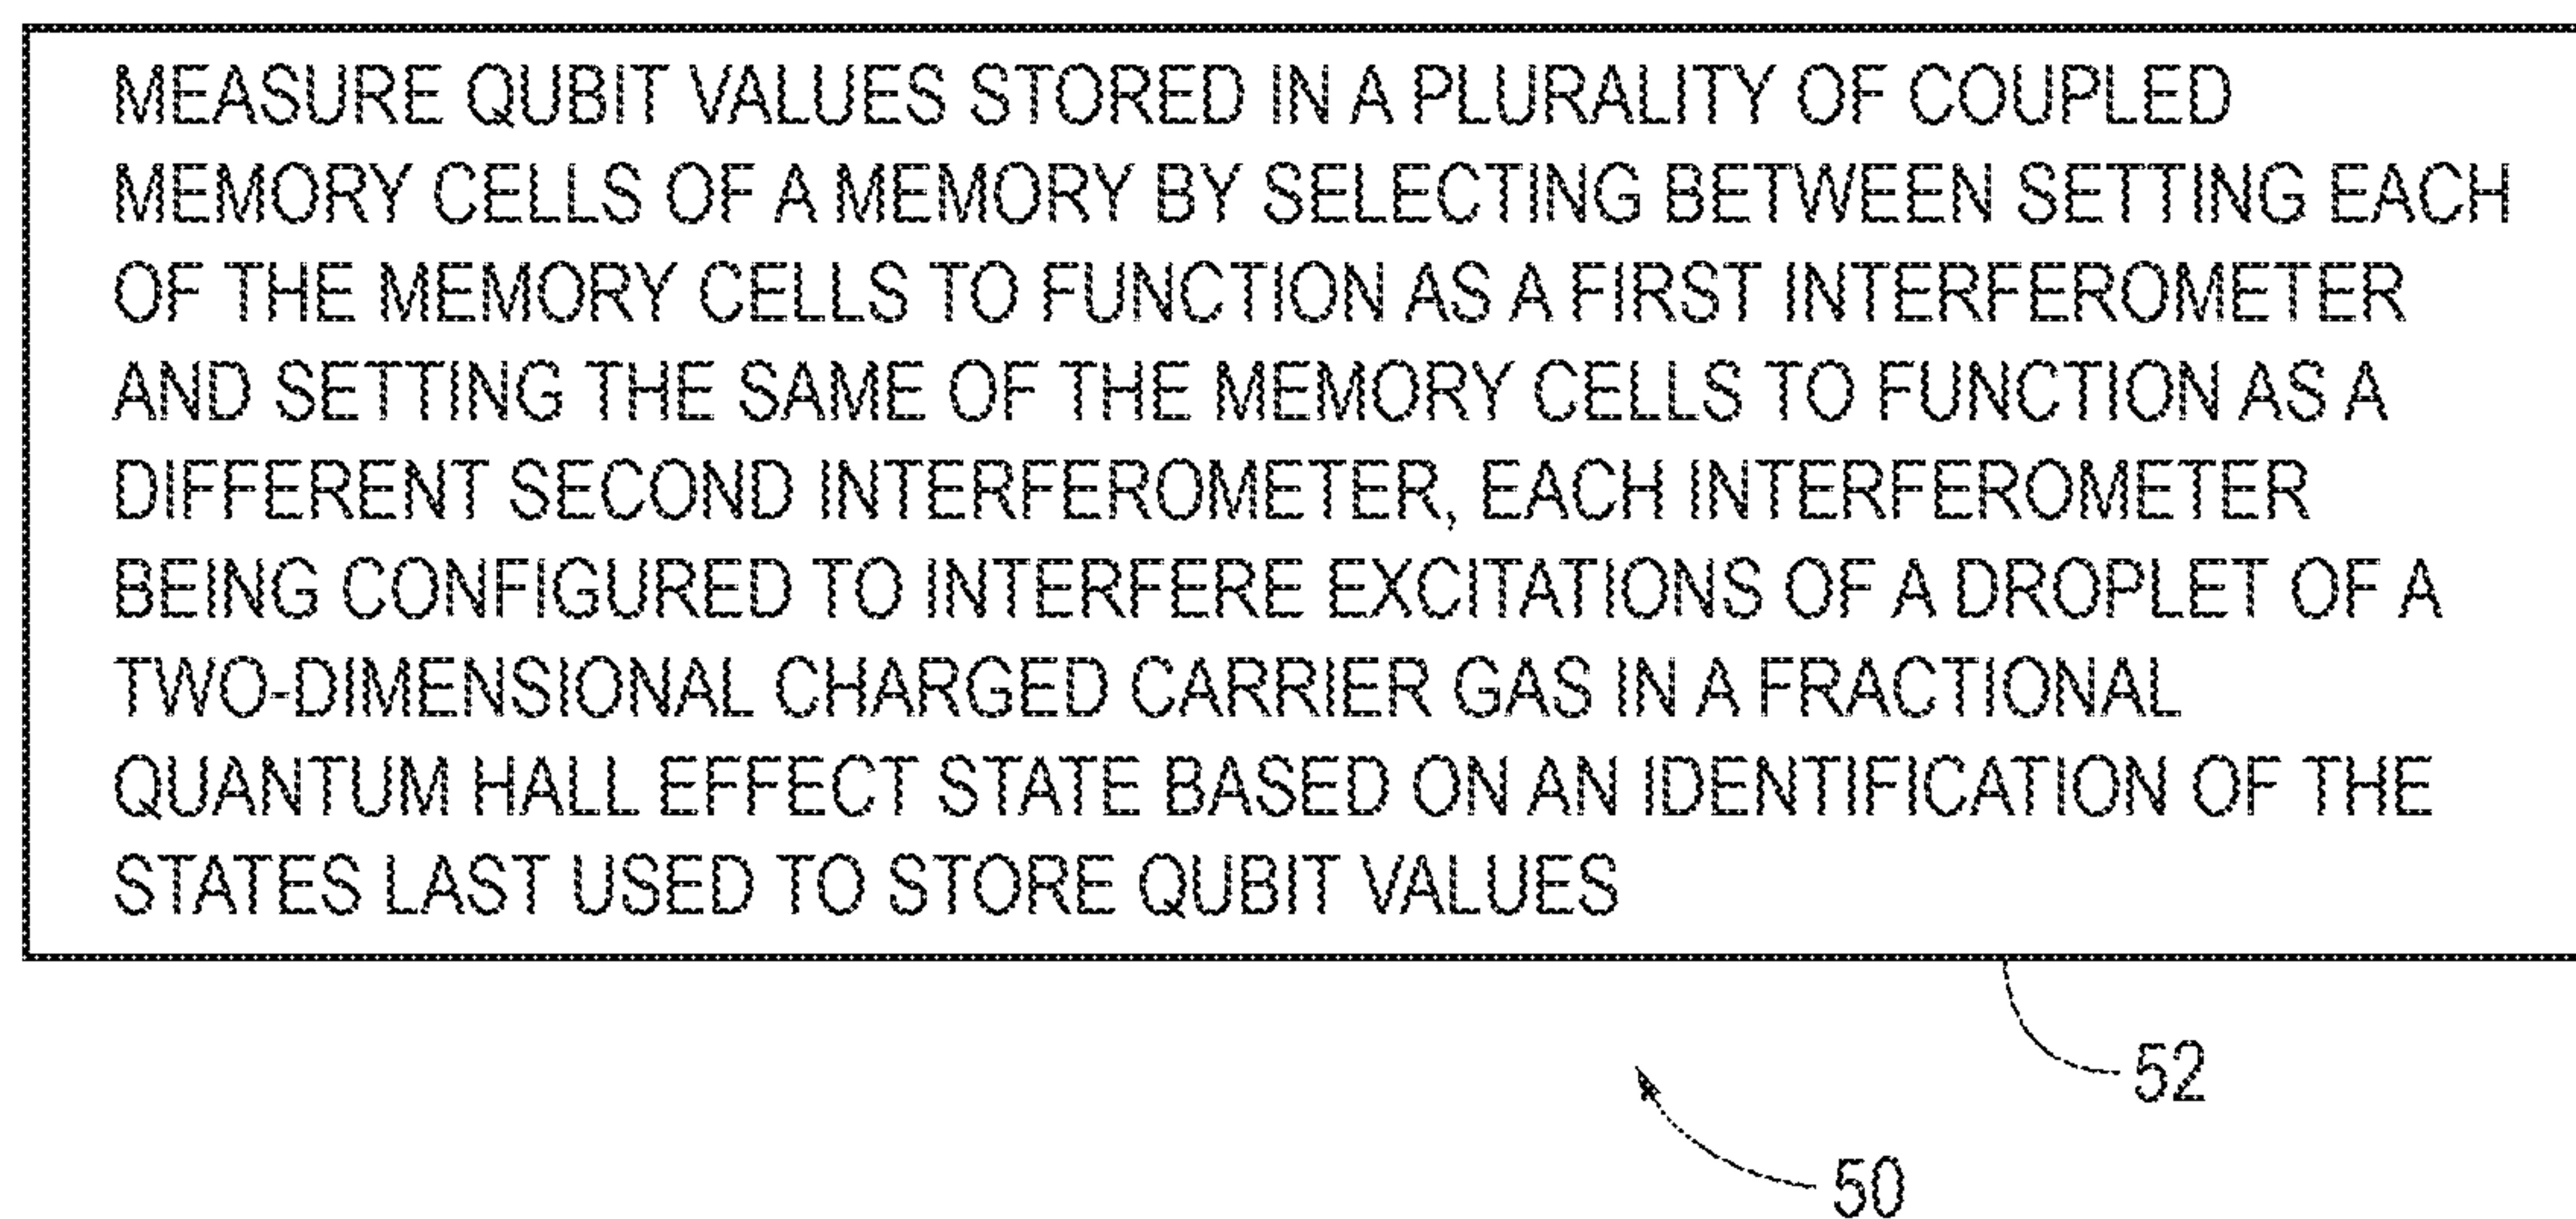 MEASURE QUBIT VALUES STORED IN A PLURALITY OF COUPLED
MEMORY CELLS OF A MEMORY BY SELECTING BETWEEN SETTING EACH
OF THE MEMORY CELLS TO FUNCTION AS A FIRST INTERFEROMETER
AND SETTING THE SAME OF THE MEMORY CELLS TO FUNCTION AS A
DIFFERENT SECOND INTERFEROMETER, EACH INTERFEROMETER
BEING CONFIGURED TO INTERFERE EXCITATIONS OF A DROPLET OF A
TWO-DIMENSIONAL CHARGED CARRIER GAS IN A FRACTIONAL
QUANTUM HALL EFFECT STATE BASED ON AN IDENTIFICATION OF THE
STATES LAST USED TO STORE QUBIT VALUES
52
50